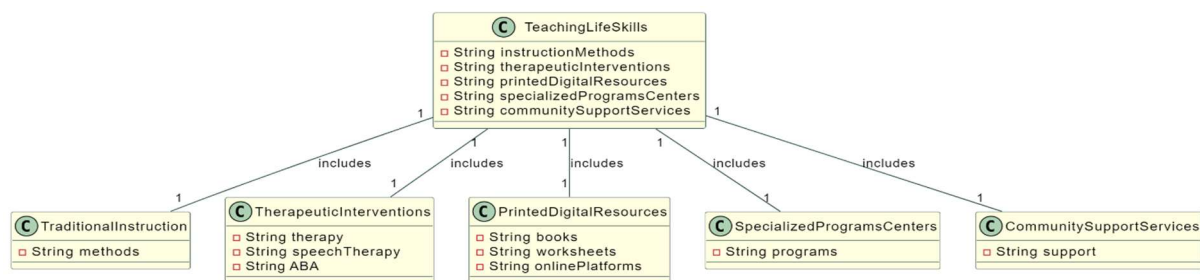 C TeachingLifeSkills
String instructionMethods
String therapeuticInterventions
String printedDigitalResources
String specializedProgramsCenters
String communitySupportServices
1 1 1 1 1
includes includes includes includes includes
1 1 1 1 1
C TraditionalInstruction
String methods
C TherapeuticInterventions
String therapy
String speechTherapy
String ABA
C PrintedDigitalResources
String books
String worksheets
String onlinePlatforms
C SpecializedProgramsCenters
String programs
C CommunitySupportServices
String support